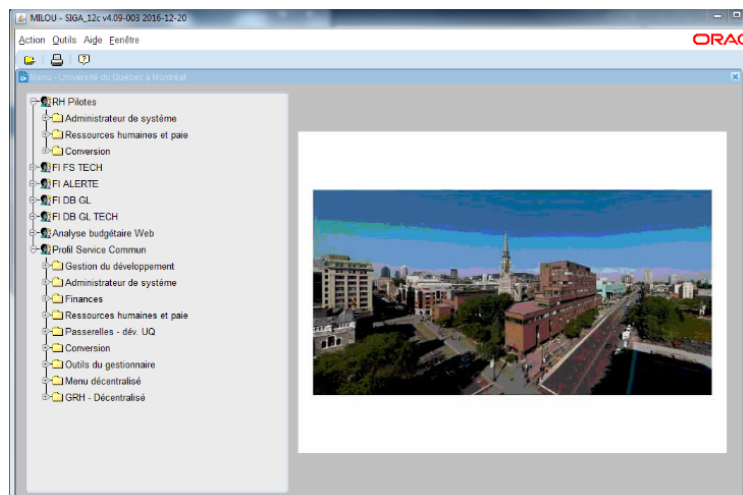 MILOU - SIGA_12c v4.09-003 2016-12-20
Action Outils Aide Fenêtre
ORAC
Menu - Université du Québec à Montréal
RH Pilotes
Administrateur de système
Ressources humaines et paie
Conversion
FI FS TECH
FI ALERTE
FI DB GL
FI DB GL TECH
Analyse budgétaire Web
Profil Service Commun
Gestion du développement
Administrateur de système
Finances
Ressources humaines et paie
Passerelles - dév. UQ
Conversion
Outils du gestionnaire
Menu décentralisé
GRH - Décentralisé